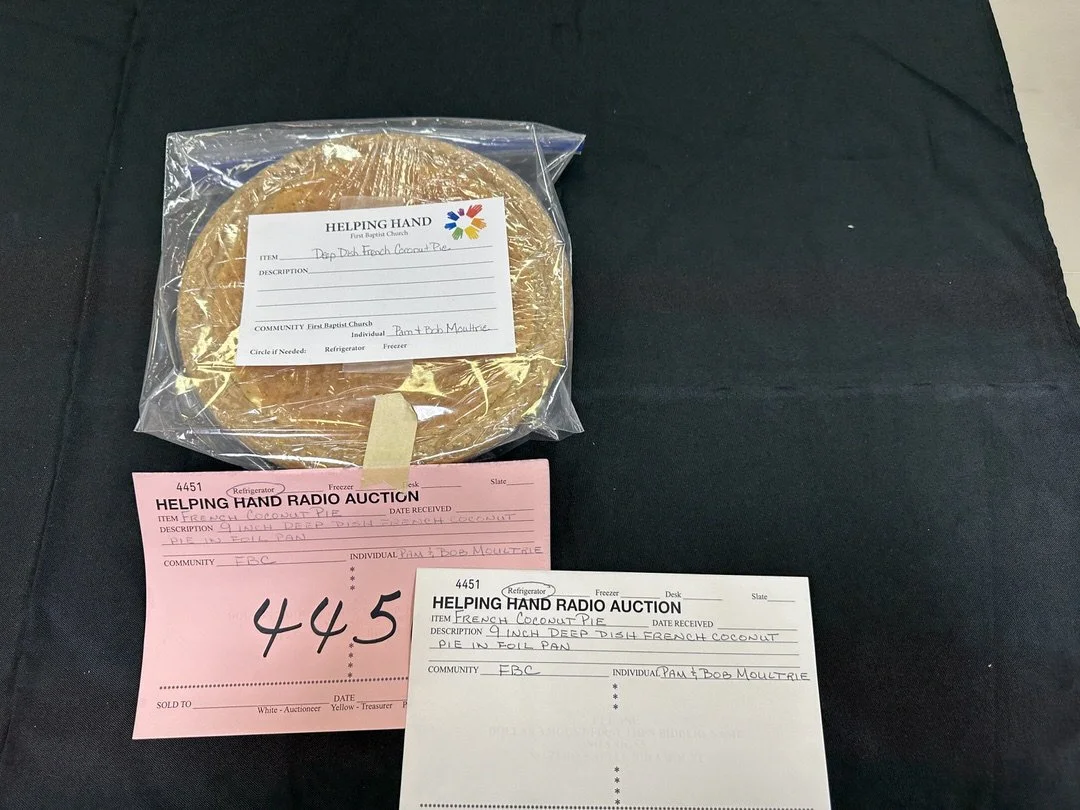 HELPING HAND
First Baptist Church
ITEM Deep Dish French Coconut Pie
DESCRIPTION
COMMUNITY First Baptist Church
Individual Pam & Bob Moultrie
Circle if Needed: Refrigerator Freezer
4451 Refrigerator Freezer Desk Slate
HELPING HAND RADIO AUCTION
ITEM FRENCH COCONUT PIE DATE RECEIVED
DESCRIPTION 9 INCH DEEP DISH FRENCH COCONUT
PIE IN FOIL PAN
COMMUNITY FBC INDIVIDUAL PAM & BOB MOULTRIE
445
SOLD TO DATE
White - Auctioneer Yellow - Treasurer P
4451 Refrigerator Freezer Desk Slate
HELPING HAND RADIO AUCTION
ITEM FRENCH COCONUT PIE DATE RECEIVED
DESCRIPTION 9 INCH DEEP DISH FRENCH COCONUT
PIE IN FOIL PAN
COMMUNITY FBC INDIVIDUAL PAM & BOB MOULTRIE